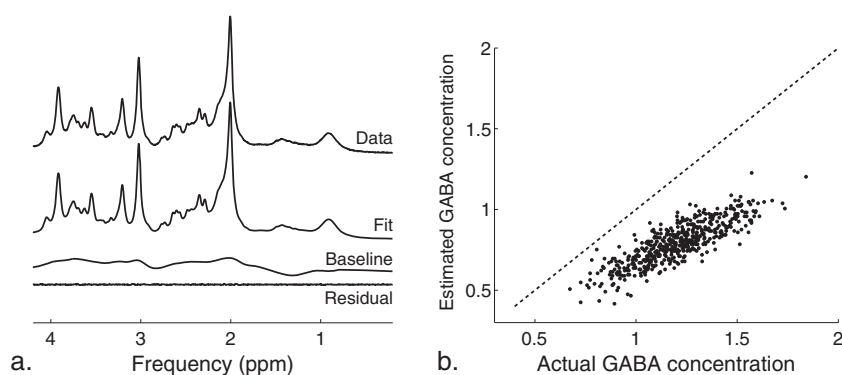 Data
Fit
Baseline
Residual
4 3 2 1
a. Frequency (ppm)
Estimated GABA concentration
2
1.5
1
0.5
0.5 1 1.5 2
b. Actual GABA concentration